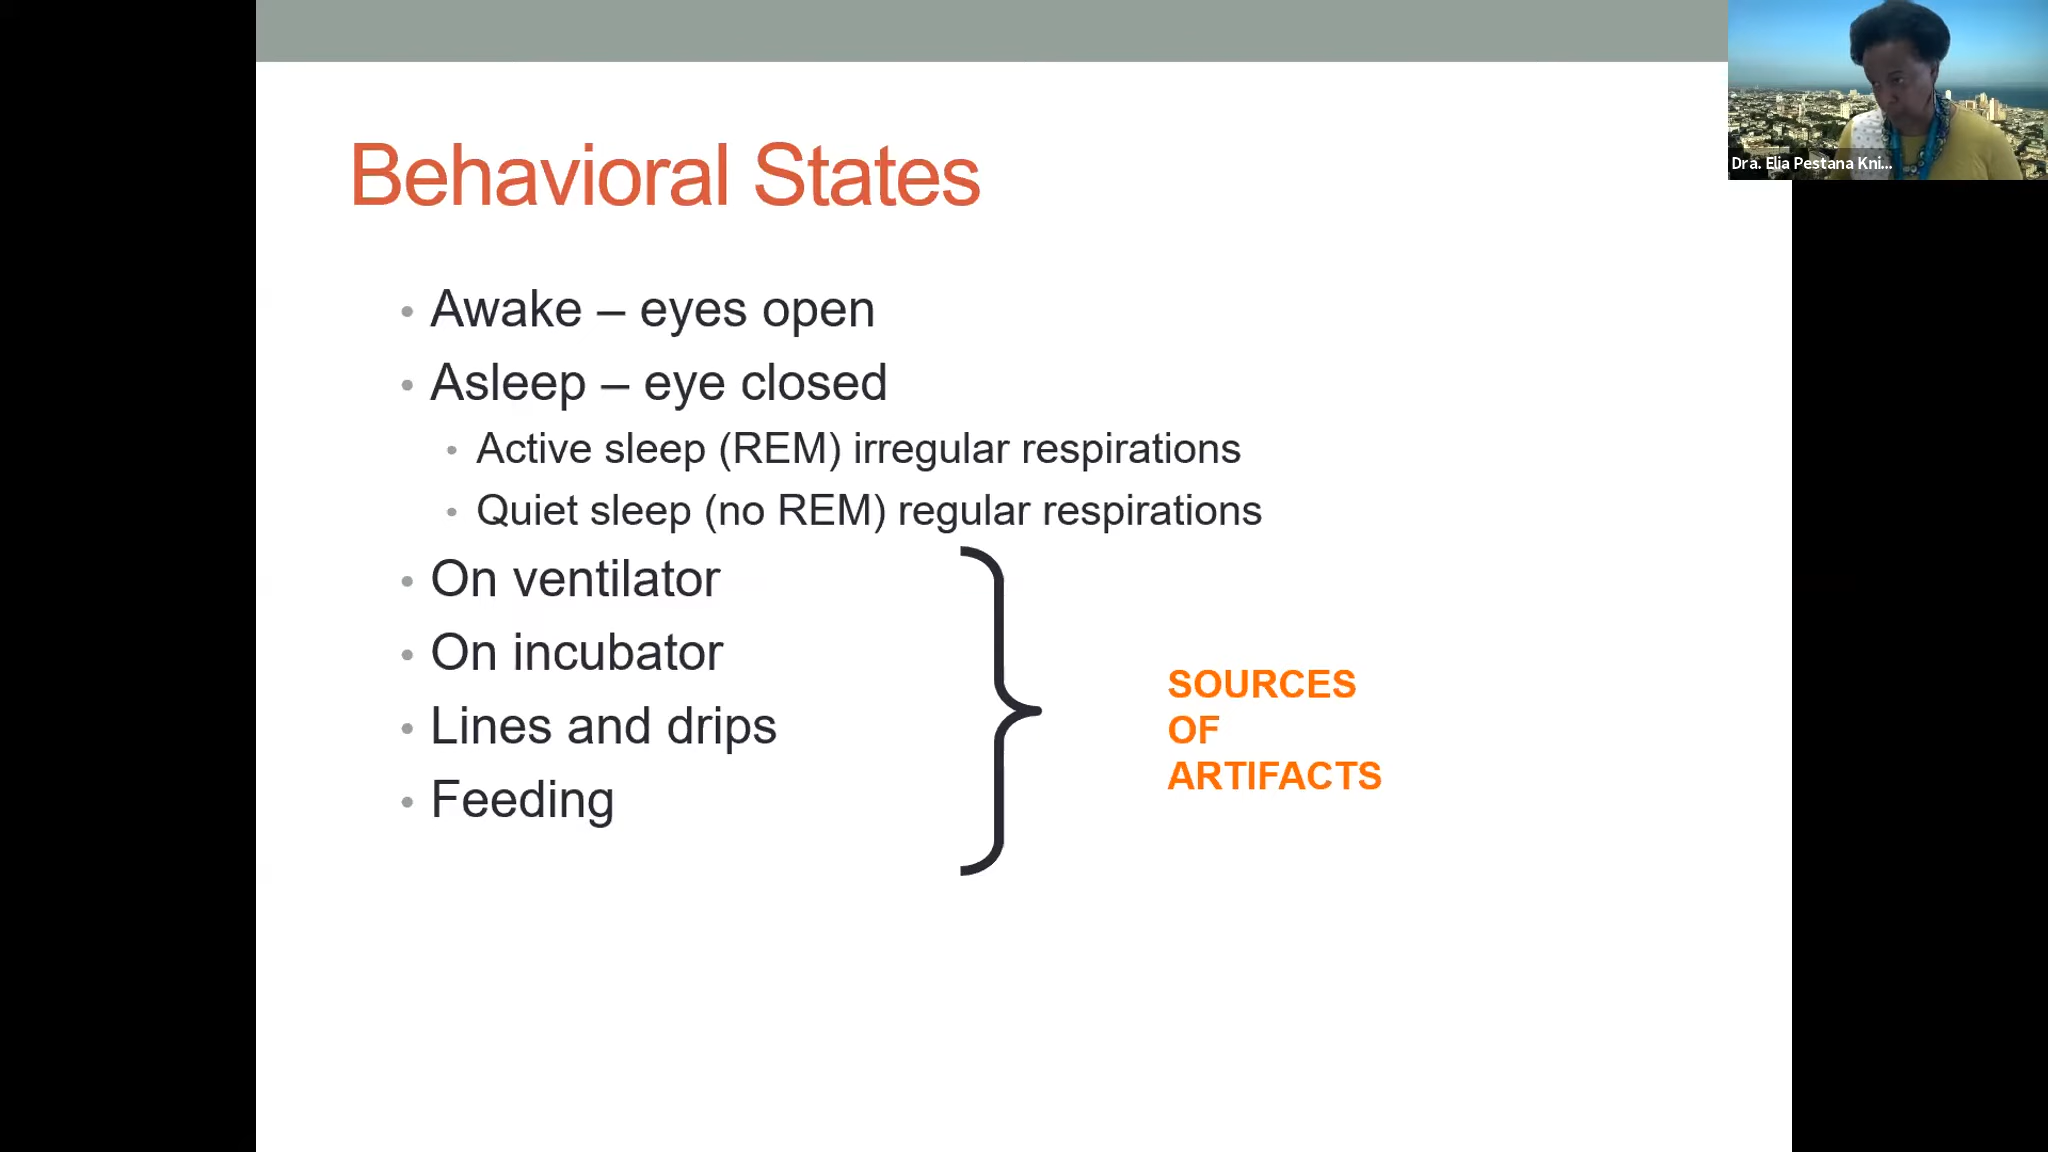 Behavioral States
• Awake – eyes open
• Asleep – eye closed
• Active sleep (REM) irregular respirations
• Quiet sleep (no REM) regular respirations
• On ventilator
• On incubator
• Lines and drips
• Feeding
SOURCES
OF
ARTIFACTS
Dra. Elia Pestana Kni...